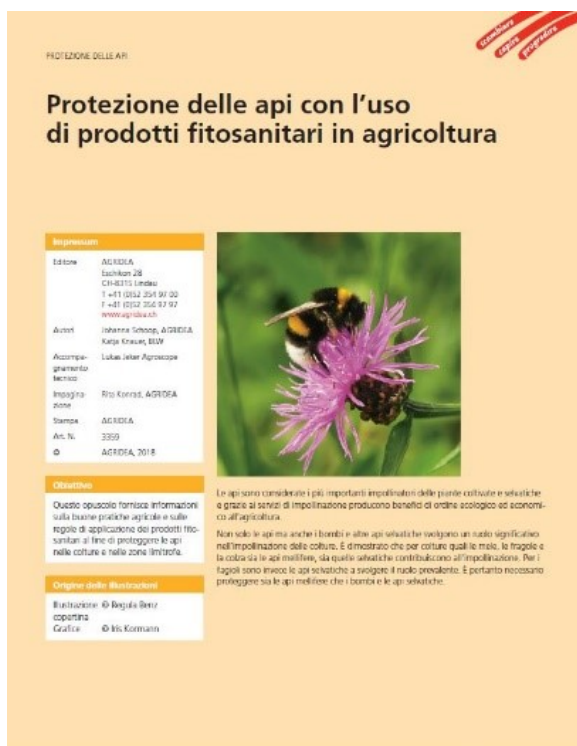 scambiare
capire
progredire
PROTEZIONE DELLE API
Protezione delle api con l'uso
di prodotti fitosanitari in agricoltura
Impressum
Editore AGRIDEA
Eschikon 28
CH-8315 Lindau
T +41 (0)52 354 97 00
F +41 (0)52 354 97 97
www.agridea.ch
Autori Johanna Schoop, AGRIDEA
Katja Knauer, BLW
Accompa- Lukas Jeker Agroscope
gnamento
tecnico
Impagina- Rita Konrad, AGRIDEA
zione
Stampa AGRIDEA
Art. N. 3359
© AGRIDEA, 2018
Obiettivo
Questo opuscolo fornisce informazioni
sulla buone pratiche agricole e sulle
regole di applicazione dei prodotti fito-
sanitari al fine di proteggere le api
nelle colture e nelle zone limitrofe.
Origine delle illustrazioni
Illustrazione © Regula Benz
copertina
Grafice © Iris Kormann
Le api sono considerate i più importanti impollinatori delle piante coltivate e selvatiche
e grazie ai servizi di impollinazione producono benefici di ordine ecologico ed economi-
co all'agricoltura.
Non solo le api ma anche i bombi e altre api selvatiche svolgono un ruolo significativo
nell'impollinazione delle colture. È dimostrato che per colture quali le mele, le fragole e
la colza sia le api mellifere, sia quelle selvatiche contribuiscono all'impollinazione. Per i
fagioli sono invece le api selvatiche a svolgere il ruolo prevalente. È pertanto necessario
proteggere sia le api mellifere che i bombi e le api selvatiche.